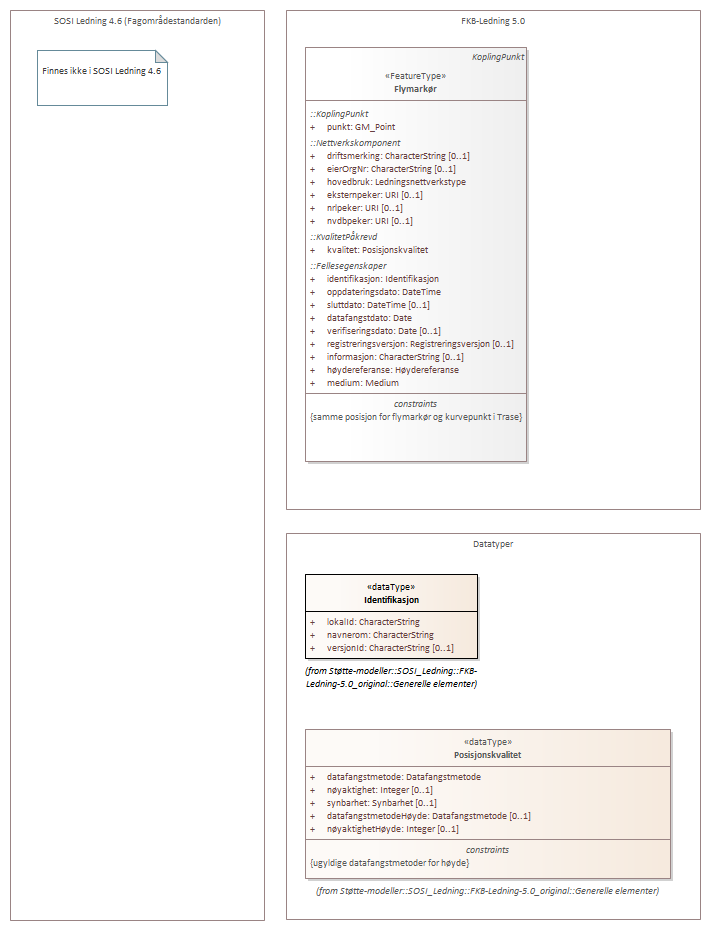 SOSI Ledning 4.6 (Fagområdestandarden)
Finnes ikke i SOSI Ledning 4.6
FKB-Ledning 5.0
KoplingPunkt
«FeatureType»
Flymarkør
::KoplingPunkt
+ punkt: GM_Point
::Nettverkskomponent
+ driftsmerking: CharacterString [0..1]
+ eierOrgNr: CharacterString [0..1]
+ hovedbruk: Ledningsnettverkstype
+ eksternpeker: URI [0..1]
+ nrlpeker: URI [0..1]
+ nvdbpeker: URI [0..1]
::KvalitetPåkrevd
+ kvalitet: Posisjonskvalitet
::Fellesegenskaper
+ identifikasjon: Identifikasjon
+ oppdateringsdato: DateTime
+ sluttdato: DateTime [0..1]
+ datafangstdato: Date
+ verifiseringsdato: Date [0..1]
+ registreringsversjon: Registreringsversjon [0..1]
+ informasjon: CharacterString [0..1]
+ høydereferanse: Høydereferanse
+ medium: Medium
constraints
{samme posisjon for flymarkør og kurvepunkt i Trase}
Datatyper
«dataType»
Identifikasjon
+ lokalId: CharacterString
+ navnerom: CharacterString
+ versjonId: CharacterString [0..1]
(from Støtte-modeller::SOSI_Ledning::FKB-
Ledning-5.0_original::Generelle elementer)
«dataType»
Posisjonskvalitet
+ datafangstmetode: Datafangstmetode
+ nøyaktighet: Integer [0..1]
+ synbarhet: Synbarhet [0..1]
+ datafangstmetodeHøyde: Datafangstmetode [0..1]
+ nøyaktighetHøyde: Integer [0..1]
constraints
{ugyldige datafangstmetoder for høyde}
(from Støtte-modeller::SOSI_Ledning::FKB-Ledning-5.0_original::Generelle elementer)